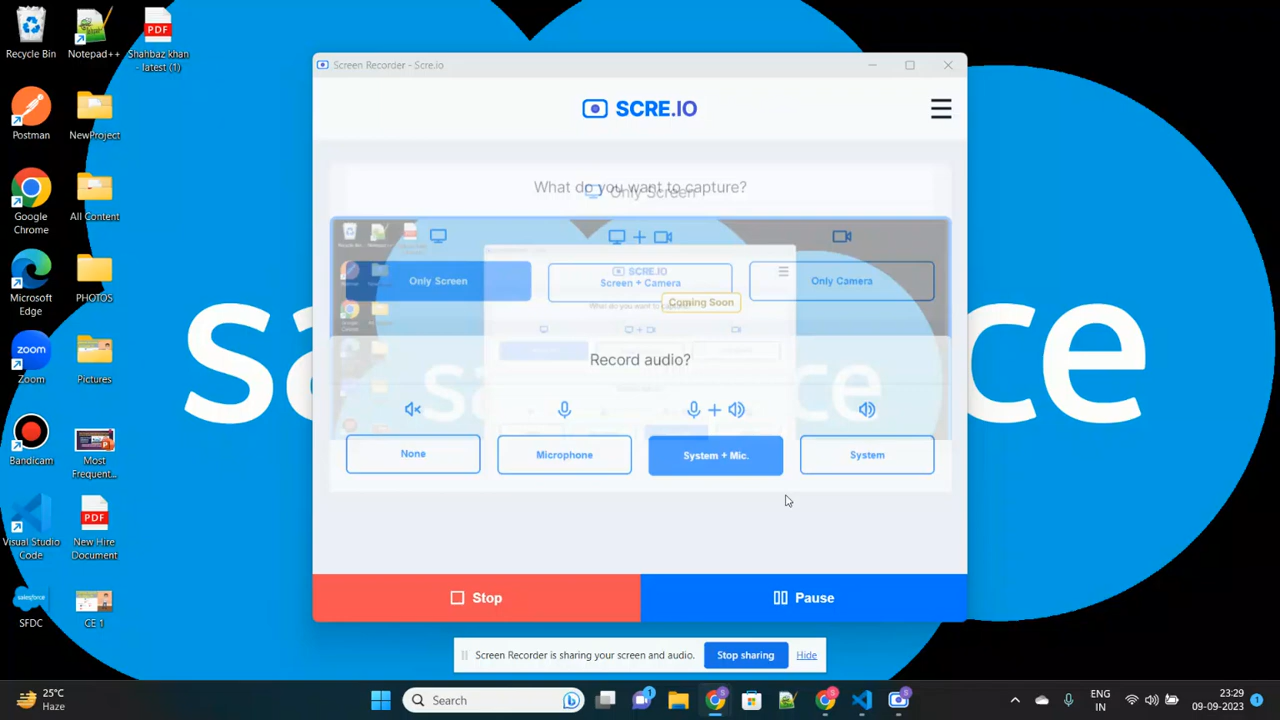 Recycle Bin
Notepad++
Shahbaz khan
- latest (1)
Postman
NewProject
Google
Chrome
All Content
Microsoft
Edge
PHOTOS
Zoom
Pictures
Bandicam
Most
Frequent...
Visual Studio
Code
New Hire
Document
SFDC
CE 1
Screen Recorder - Scre.io
SCRE.IO
What do you want to capture?
Only Screen
Only Screen
SCRE.IO
Screen + Camera
Coming Soon
Only Camera
Record audio?
None
Microphone
System + Mic.
System
Stop
Pause
Screen Recorder is sharing your screen and audio.
Stop sharing
Hide
25°C
Haze
Search
ENG
IN
23:29
09-09-2023